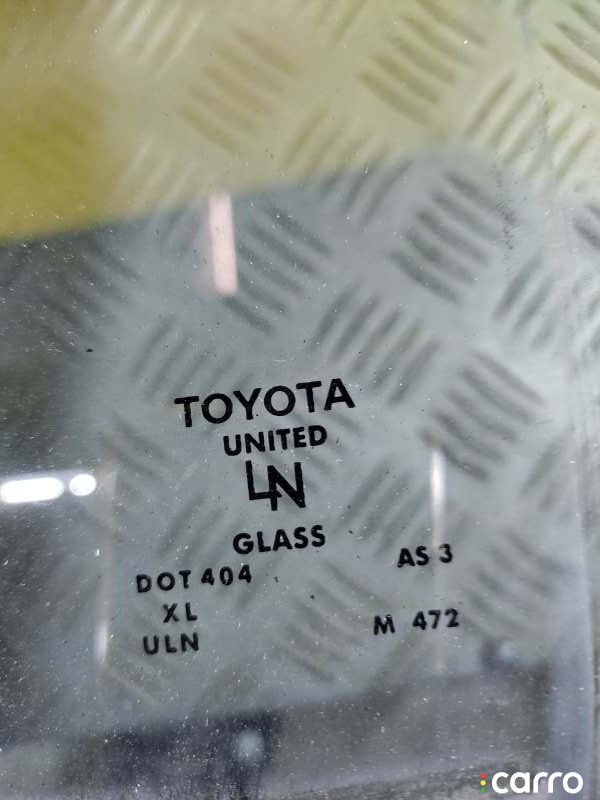 TOYOTA
UNITED
LN
GLASS
DOT 404 AS 3
XL
ULN M 472
carro